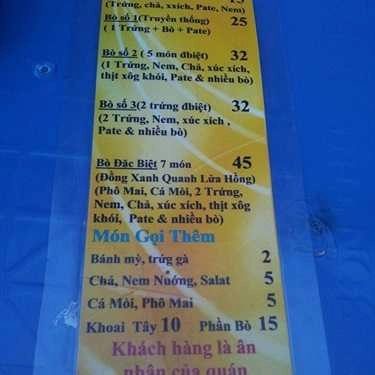 (Trứng, chả, xxích, Pate, Nem)
Bò số 1(Truyền thống) 25
( 1 Trứng + Bò + Pate)
Bò số 2 ( 5 món đbiệt) 32
(1 Trứng, Nem, Chả, xúc xích,
thịt xông khói, Pate & nhiều bò)
Bò số 3(2 trứng đbiệt) 32
(2 Trứng, Nem, xúc xích ,
Pate & nhiều bò)
Bò Đặc Biệt 7 món 45
(Đồng Xanh Quanh Lửa Hồng)
(Phô Mai, Cá Mòi, 2 Trứng,
Nem, Chả, xúc xích, thịt xông
khói, Pate & nhiều bò)
Món Gọi Thêm
Bánh mỳ, trứg gà 2
Chả, Nem Nướng, Salat 5
Cá Mòi, Phô Mai 5
Khoai Tây 10 Phần Bò 15
Khách hàng là ân
nhân của quán